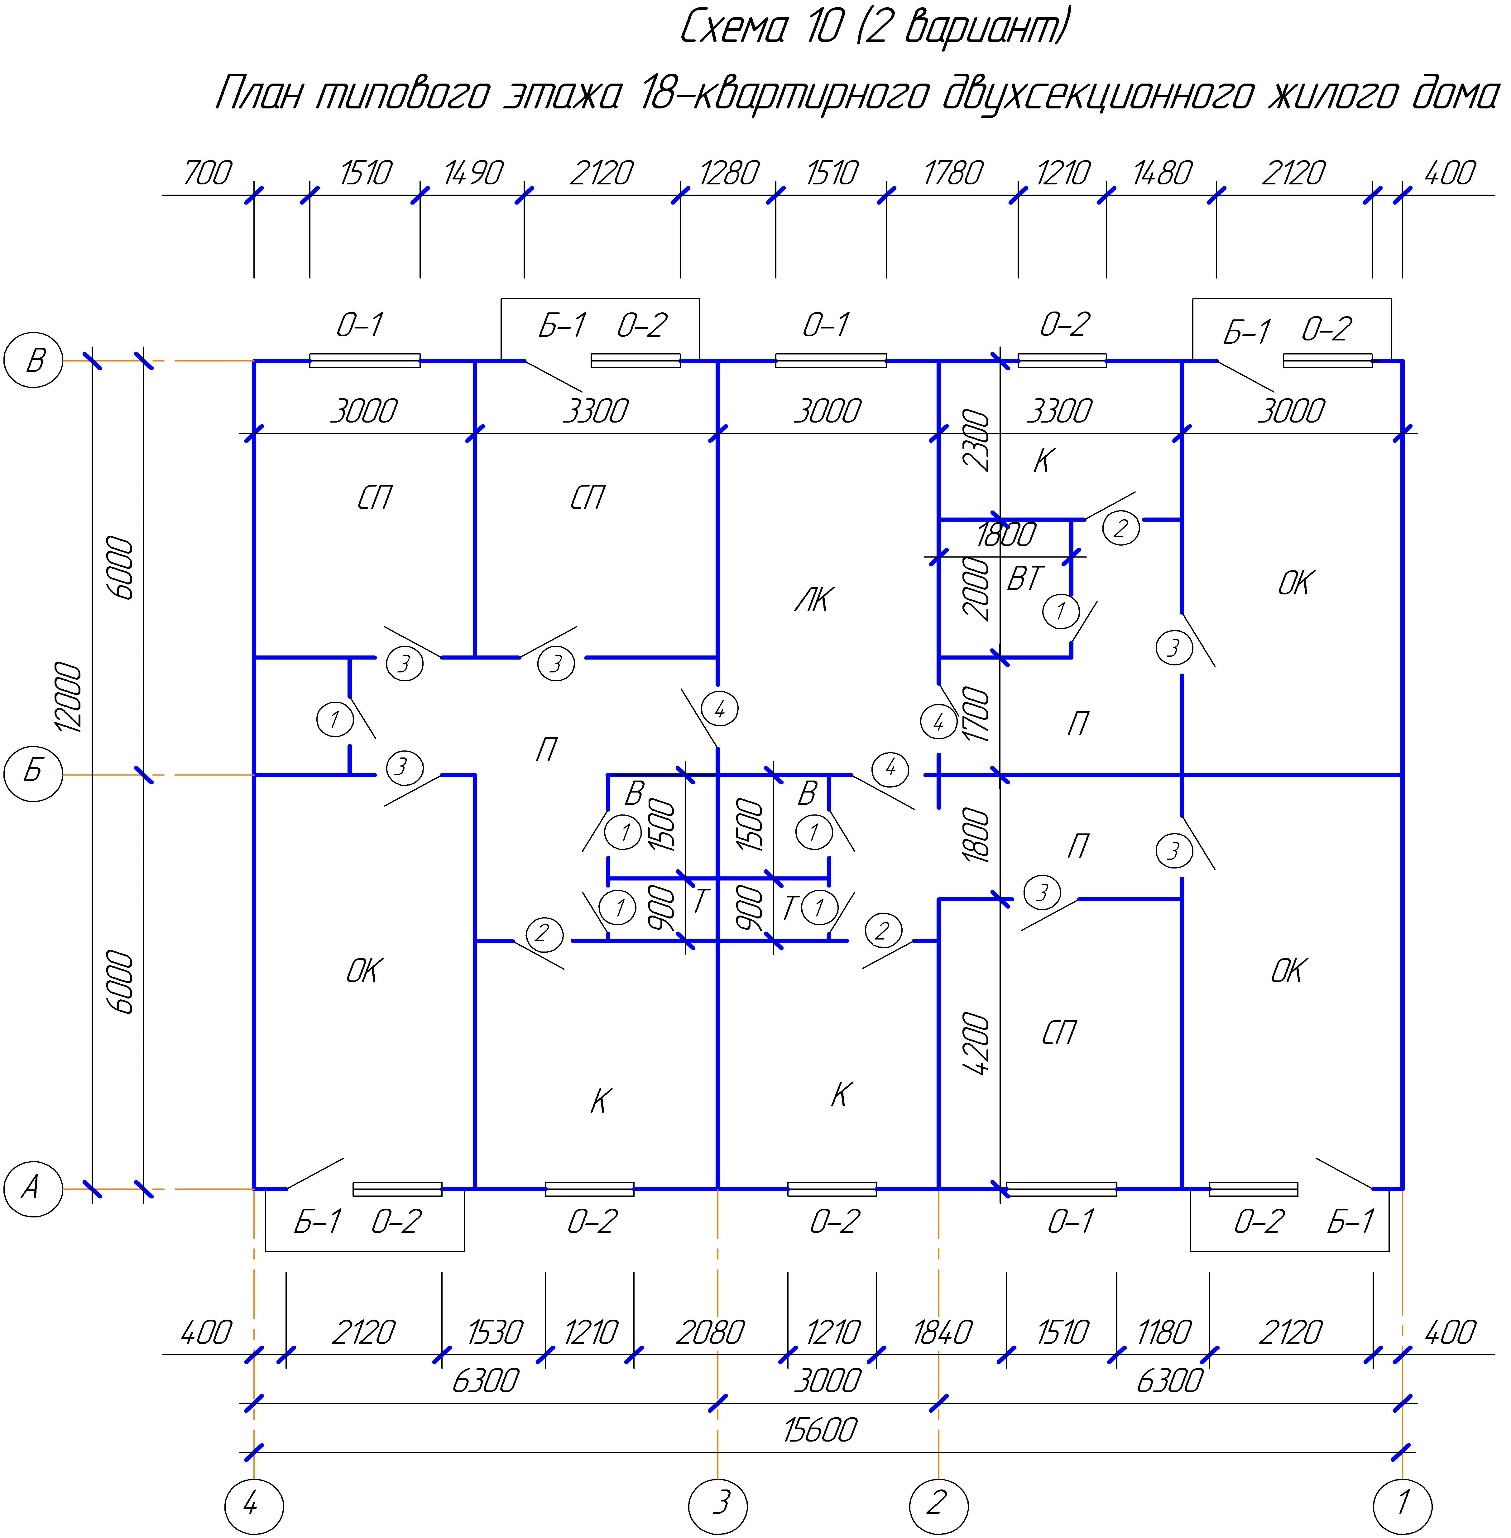 Схема 10 (2 вариант)
План типового этажа 18-квартирного двухсекционного жилого дома
700 1510 1490 2120 1280 1510 1780 1210 1480 2120 400
О-1 Б-1 О-2 О-1 О-2 Б-1 О-2
В
3000 3300 3000 3300 3000
2300
К
СП СП
2
1800
6000
2000
ВТ
ОК
ЛК
1
3
3 3
12000
1
4
4
1700
П
П
Б
3
4
В В
1500 1500
1 1
1800
П
3
3
900 Т 900 Т
1 1
2 2
6000
ОК
ОК
4200
СП
К К
А
Б-1 О-2 О-2 О-2 О-1 О-2 Б-1
400 2120 1530 1210 2080 1210 1840 1510 1180 2120 400
6300 3000 6300
15600
4 3 2 1